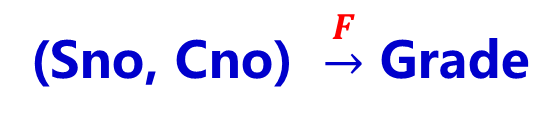 F
(Sno, Cno) → Grade